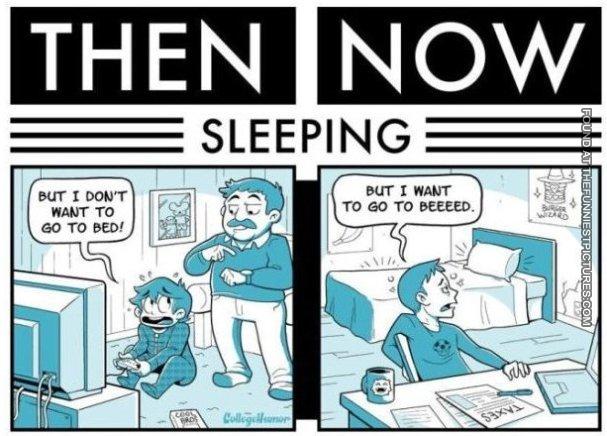 THEN NOW
SLEEPING
BUT I DON'T
WANT TO
GO TO BED!
COOL
BROS
CollegeHumor
BUT I WANT
TO GO TO BEEEED.
BURGER
WIZARD
TAXES
FOUND AT THEFUNNIESTPICTURES.COM